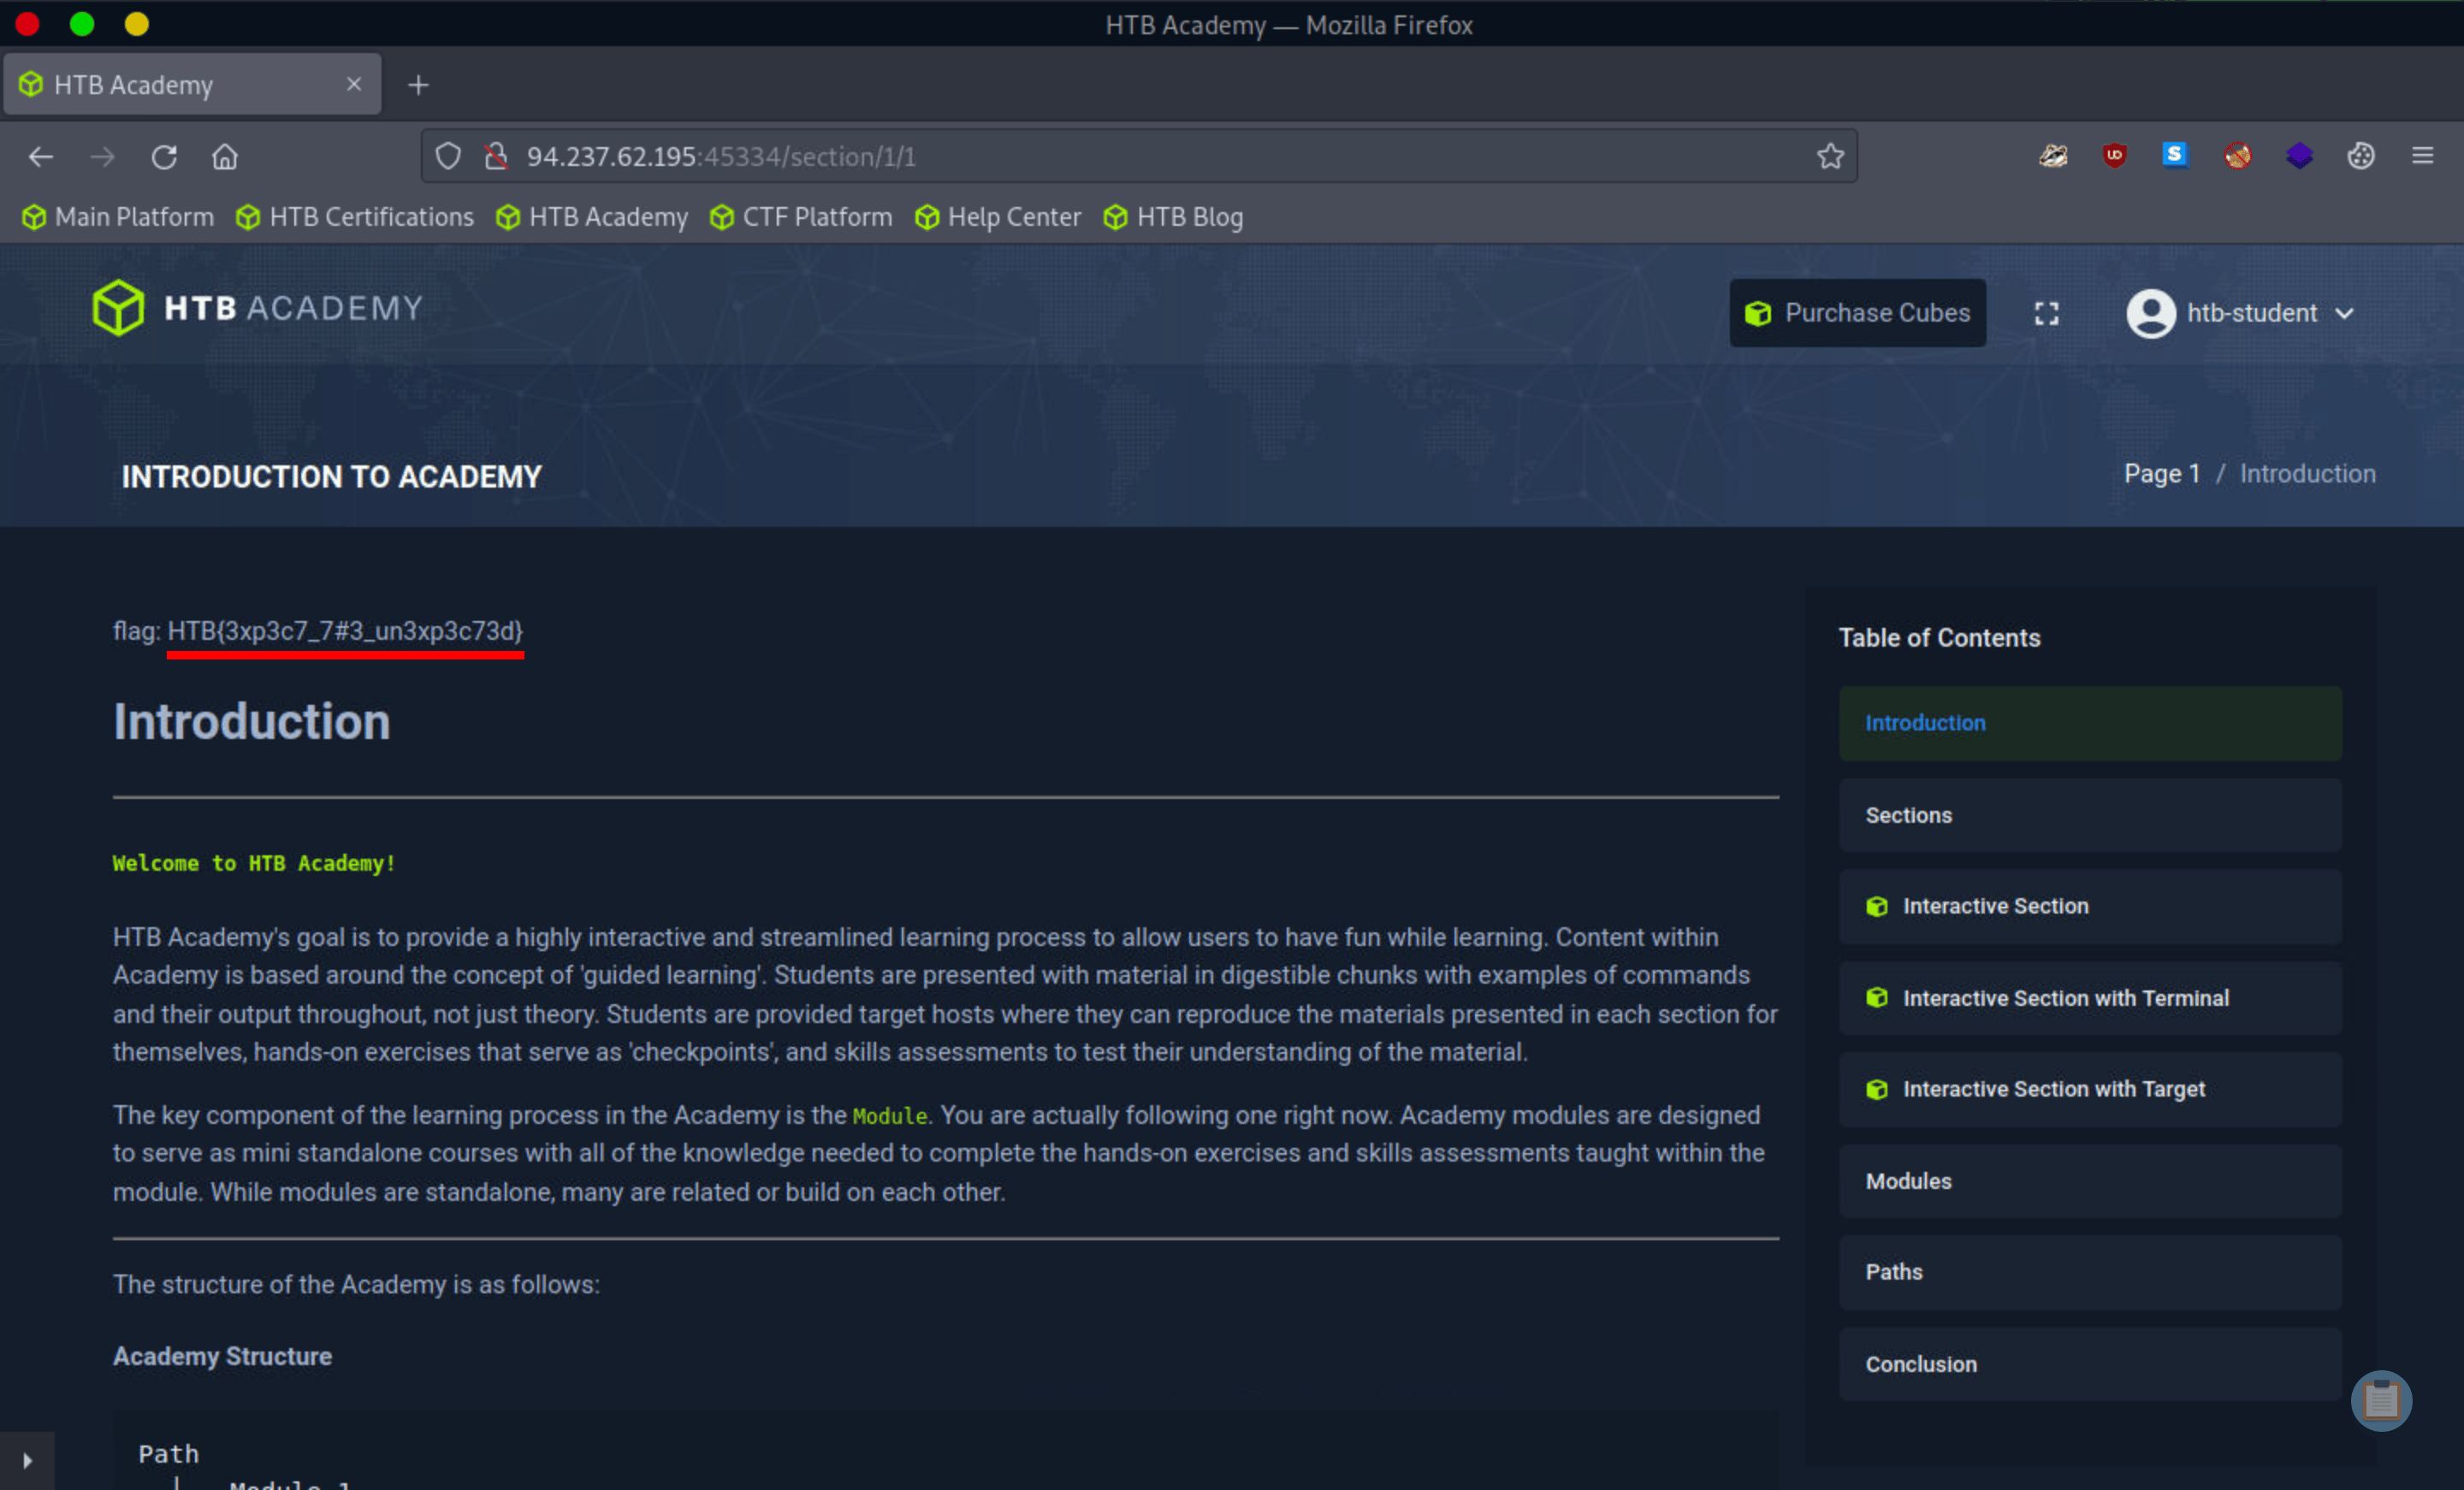 HTB Academy — Mozilla Firefox
HTB Academy
94.237.62.195:45334/section/1/1
Main Platform HTB Certifications HTB Academy CTF Platform Help Center HTB Blog
HTB ACADEMY
Purchase Cubes
htb-student
INTRODUCTION TO ACADEMY
Page 1 / Introduction
flag: HTB{3xp3c7_7#3_un3xp3c73d}
Introduction
Welcome to HTB Academy!
HTB Academy's goal is to provide a highly interactive and streamlined learning process to allow users to have fun while learning. Content within
Academy is based around the concept of 'guided learning'. Students are presented with material in digestible chunks with examples of commands
and their output throughout, not just theory. Students are provided target hosts where they can reproduce the materials presented in each section for
themselves, hands-on exercises that serve as 'checkpoints', and skills assessments to test their understanding of the material.
The key component of the learning process in the Academy is the Module. You are actually following one right now. Academy modules are designed
to serve as mini standalone courses with all of the knowledge needed to complete the hands-on exercises and skills assessments taught within the
module. While modules are standalone, many are related or build on each other.
The structure of the Academy is as follows:
Academy Structure
Path
Module 1
Table of Contents
Introduction
Sections
Interactive Section
Interactive Section with Terminal
Interactive Section with Target
Modules
Paths
Conclusion